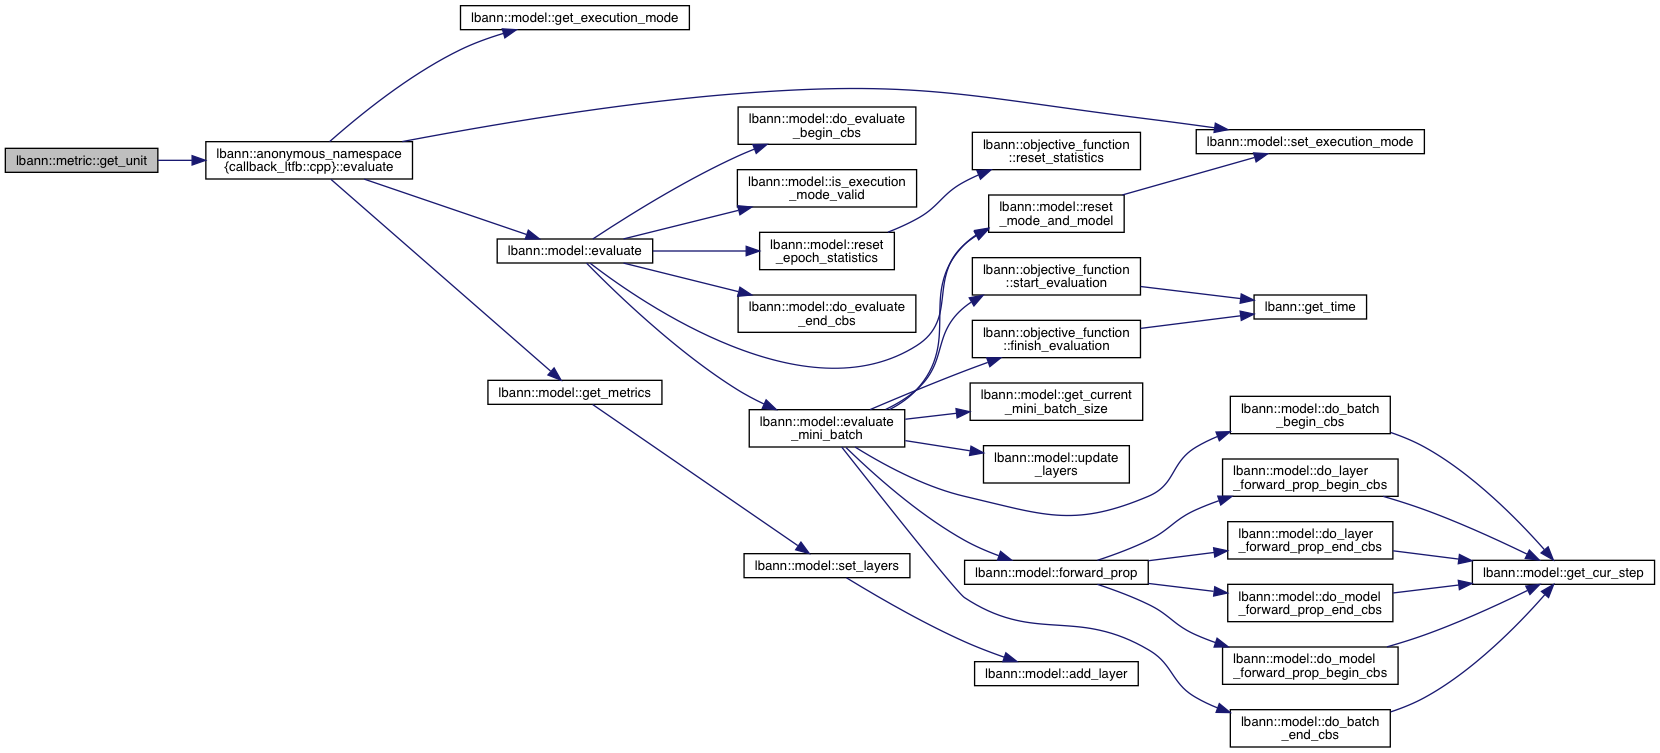 lbann::metric::get_unit
lbann::anonymous_namespace
{callback_ltfb::cpp}::evaluate
lbann::model::get_execution_mode
lbann::model::evaluate
lbann::model::get_metrics
lbann::model::do_evaluate
_begin_cbs
lbann::model::is_execution
_mode_valid
lbann::model::reset
_epoch_statistics
lbann::model::do_evaluate
_end_cbs
lbann::model::evaluate
_mini_batch
lbann::model::set_layers
lbann::objective_function
::reset_statistics
lbann::model::reset
_mode_and_model
lbann::objective_function
::start_evaluation
lbann::objective_function
::finish_evaluation
lbann::model::get_current
_mini_batch_size
lbann::model::update
_layers
lbann::model::forward_prop
lbann::model::add_layer
lbann::model::set_execution_mode
lbann::get_time
lbann::model::do_batch
_begin_cbs
lbann::model::do_layer
_forward_prop_begin_cbs
lbann::model::do_layer
_forward_prop_end_cbs
lbann::model::do_model
_forward_prop_end_cbs
lbann::model::do_model
_forward_prop_begin_cbs
lbann::model::do_batch
_end_cbs
lbann::model::get_cur_step